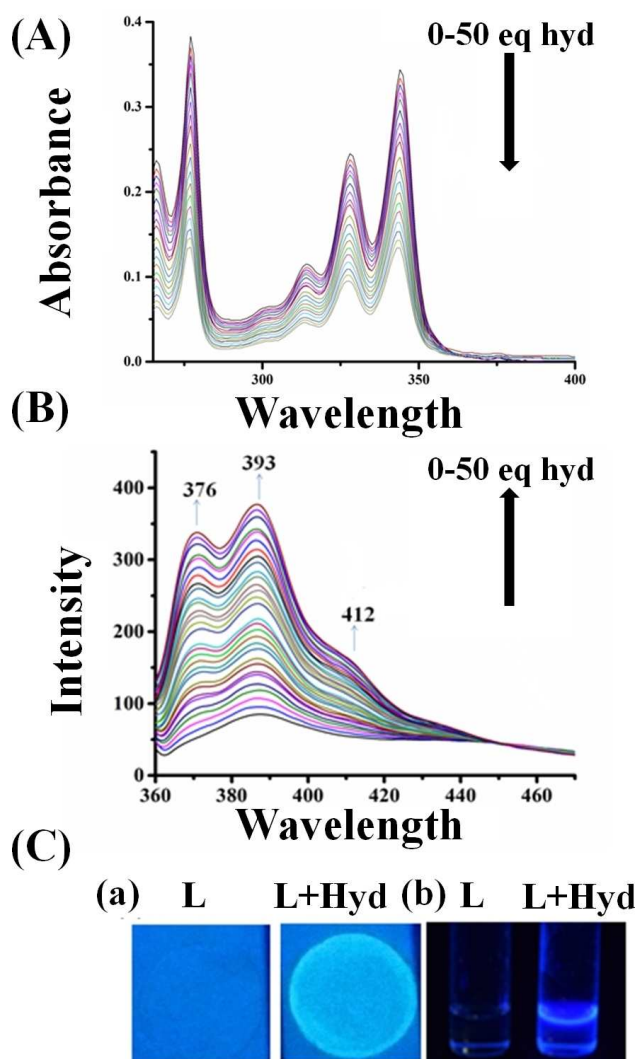 (A)
0-50 eq hyd
0.4
0.3
0.2
0.1
0.0
Absorbance
300
350
400
Wavelength
(B)
0-50 eq hyd
400
300
200
100
0
Intensity
376
393
412
360
380
400
420
440
460
Wavelength
(C)
(a) L L+Hyd (b) L L+Hyd